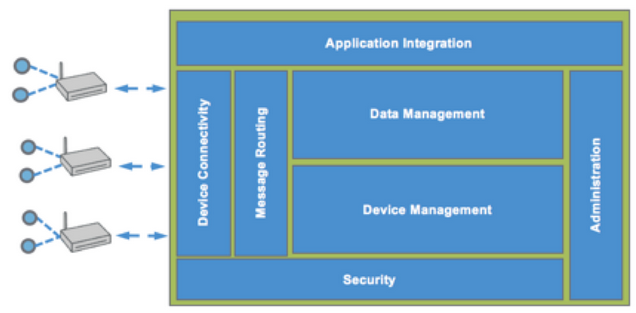 Application Integration
Device Connectivity
Message Routing
Data Management
Device Management
Administration
Security